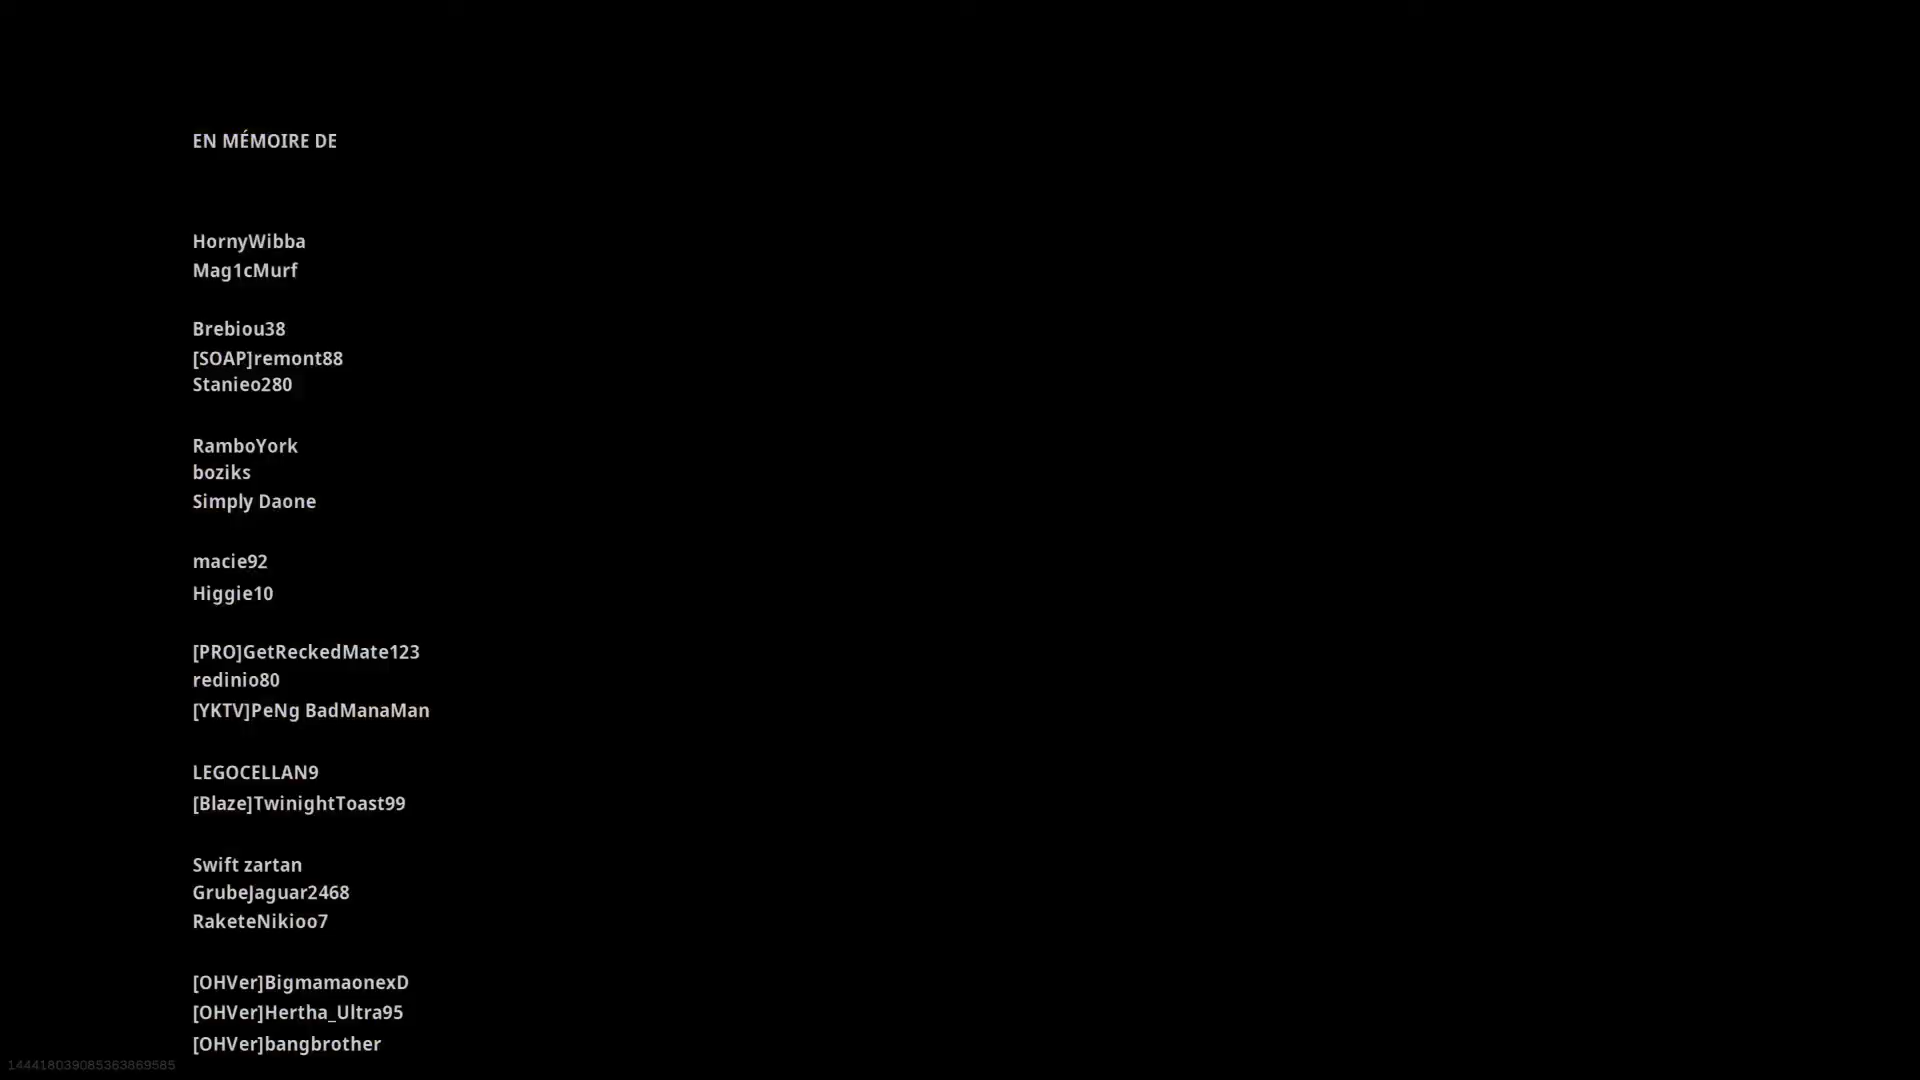 EN MÉMOIRE DE
HornyWibba
Mag1cMurf
Brebiou38
[SOAP]remont88
Stanieo280
RamboYork
boziks
Simply Daone
macie92
Higgie10
[PRO]GetReckedMate123
redinio80
[YKTV]PeNg BadManaMan
LEGOCELLAN9
[Blaze]TwinightToast99
Swift zartan
GrubeJaguar2468
RaketeNikioo7
[OHVer]BigmamaonexD
[OHVer]Hertha_Ultra95
[OHVer]bangbrother
144418039085363869585